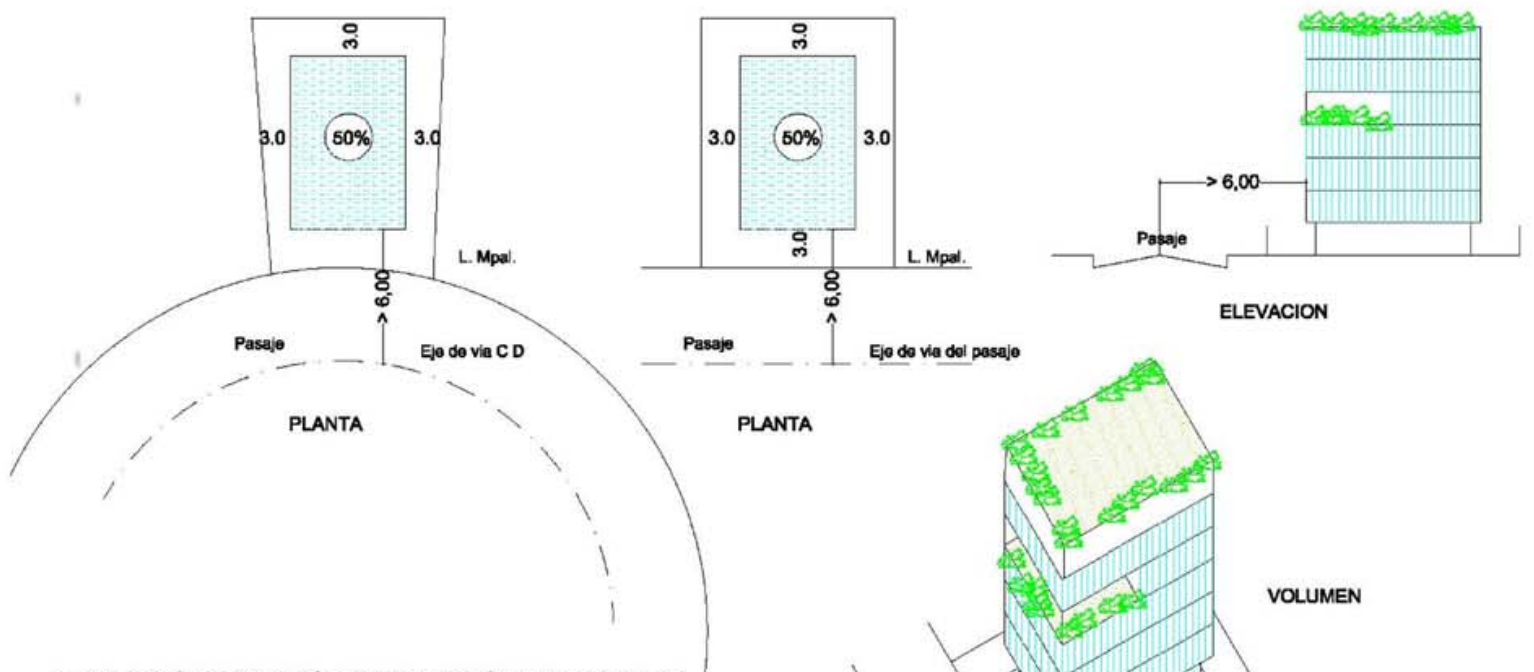 3.0
3.0
50%
3.0
L. Mpal.
> 6,00
Pasaje
Eje de via C D
PLANTA
3.0
3.0
50%
3.0
3.0
L. Mpal.
> 6,00
Pasaje
Eje de via del pasaje
PLANTA
> 6,00
Pasaje
ELEVACION
VOLUMEN